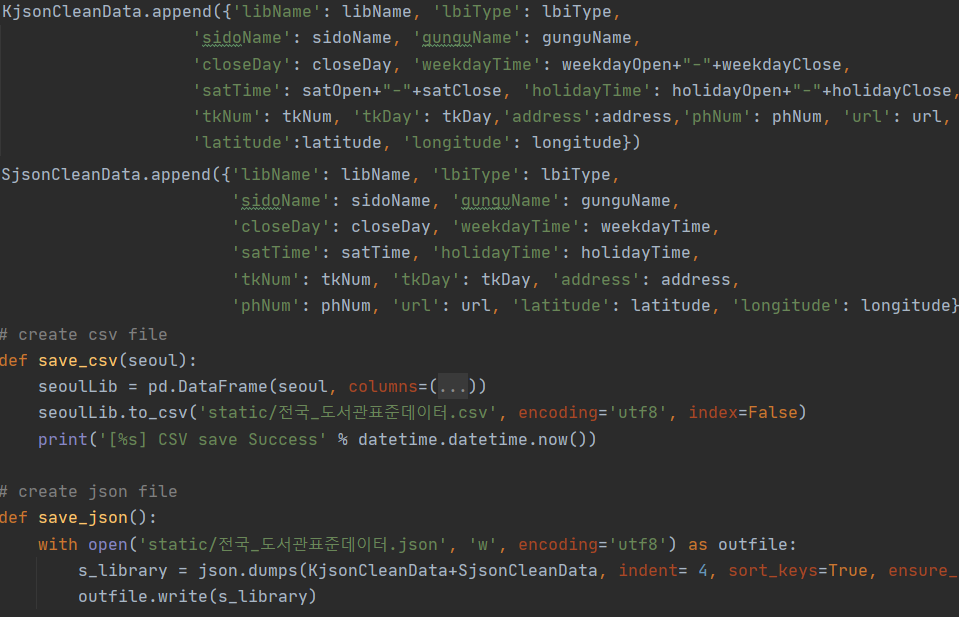 KjsonCleanData.append({'libName': libName, 'lbiType': lbiType,
'sidoName': sidoName, 'gunguName': gunguName,
'closeDay': closeDay, 'weekdayTime': weekdayOpen+"-"+weekdayClose,
'satTime': satOpen+"-"+satClose, 'holidayTime': holidayOpen+"-"+holidayClose,
'tkNum': tkNum, 'tkDay': tkDay,'address':address,'phNum': phNum, 'url': url,
'latitude':latitude, 'longitude': longitude})
SjsonCleanData.append({'libName': libName, 'lbiType': lbiType,
'sidoName': sidoName, 'gunguName': gunguName,
'closeDay': closeDay, 'weekdayTime': weekdayTime,
'satTime': satTime, 'holidayTime': holidayTime,
'tkNum': tkNum, 'tkDay': tkDay, 'address': address,
'phNum': phNum, 'url': url, 'latitude': latitude, 'longitude': longitude}
# create csv file
def save_csv(seoul):
seoulLib = pd.DataFrame(seoul, columns=(...))
seoulLib.to_csv('static/전국_도서관표준데이터.csv', encoding='utf8', index=False)
print('[%s] CSV save Success' % datetime.datetime.now())
# create json file
def save_json():
with open('static/전국_도서관표준데이터.json', 'w', encoding='utf8') as outfile:
s_library = json.dumps(KjsonCleanData+SjsonCleanData, indent= 4, sort_keys=True, ensure_
outfile.write(s_library)